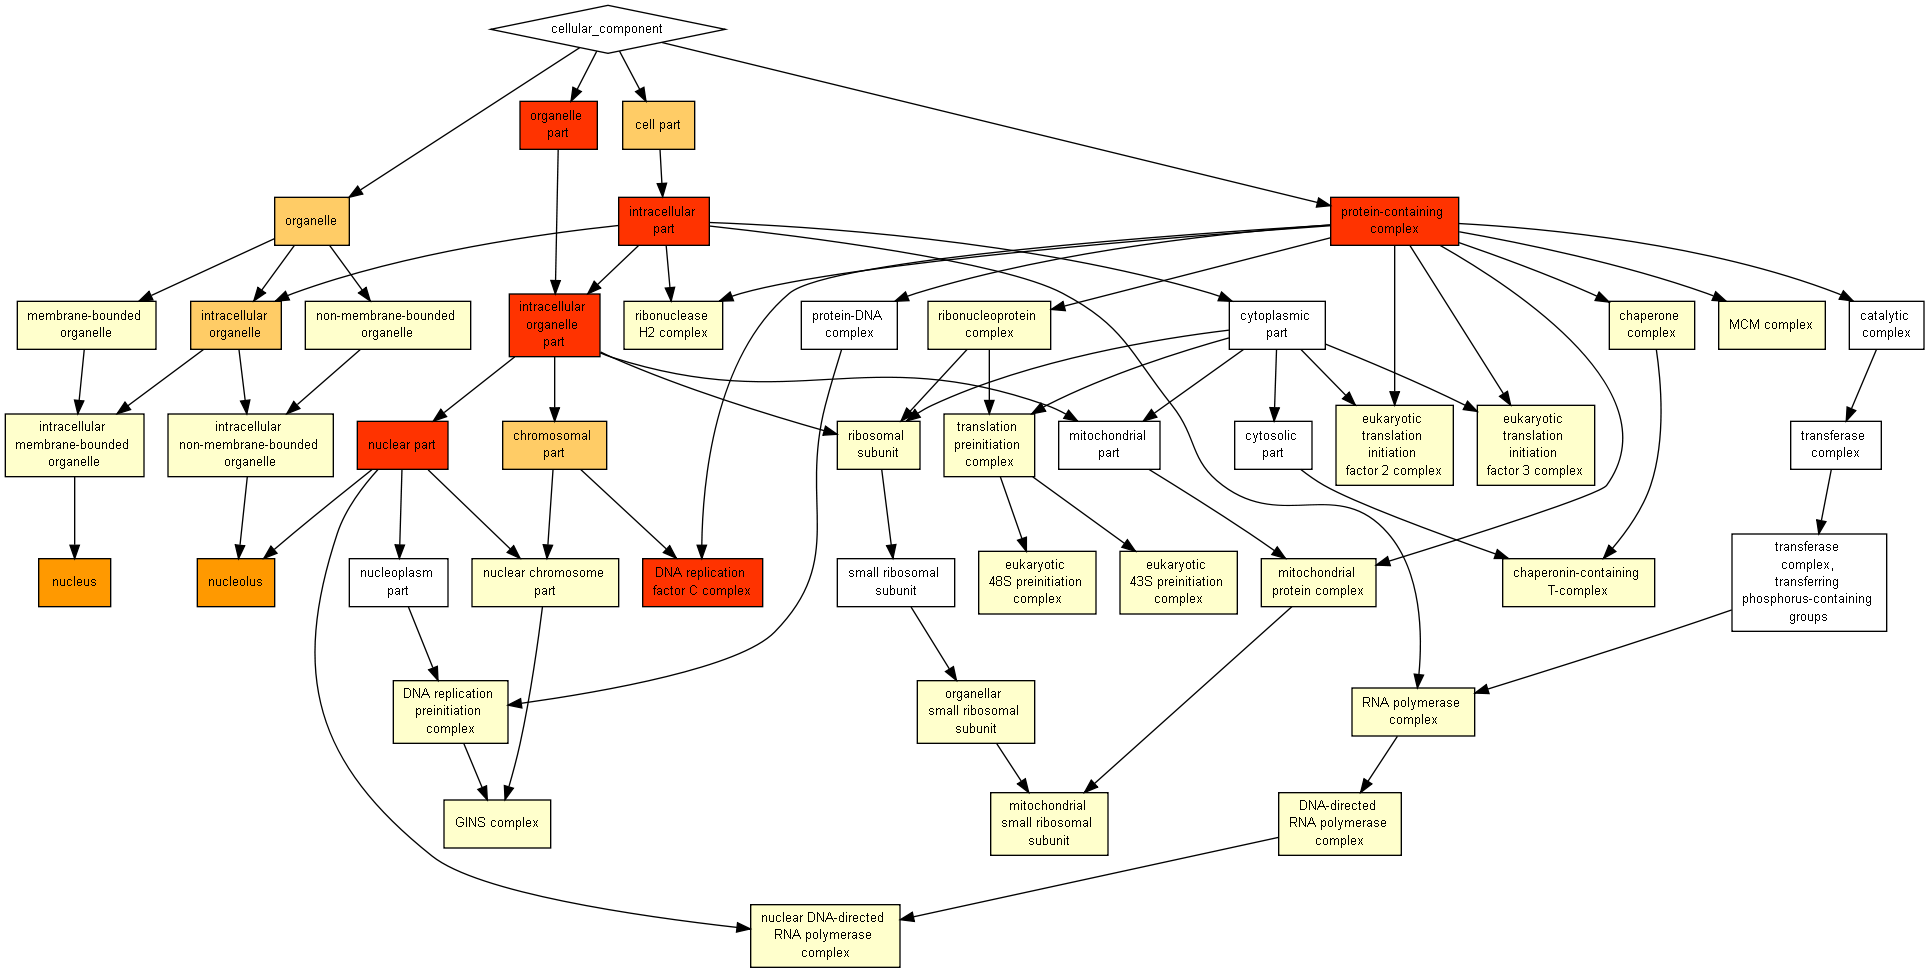 cellular_component
organelle
part
cell part
organelle
intracellular
part
protein-containing
complex
membrane-bounded
organelle
intracellular
organelle
non-membrane-bounded
organelle
intracellular
organelle
part
ribonuclease
H2 complex
protein-DNA
complex
ribonucleoprotein
complex
cytoplasmic
part
chaperone
complex
MCM complex
catalytic
complex
intracellular
membrane-bounded
organelle
intracellular
non-membrane-bounded
organelle
nuclear part
chromosomal
part
ribosomal
subunit
translation
preinitiation
complex
mitochondrial
part
cytosolic
part
eukaryotic
translation
initiation
factor 2 complex
eukaryotic
translation
initiation
factor 3 complex
transferase
complex
nucleus
nucleolus
nucleoplasm
part
nuclear chromosome
part
DNA replication
factor C complex
small ribosomal
subunit
eukaryotic
48S preinitiation
complex
eukaryotic
43S preinitiation
complex
mitochondrial
protein complex
chaperonin-containing
T-complex
transferase
complex,
transferring
phosphorus-containing
groups
DNA replication
preinitiation
complex
organellar
small ribosomal
subunit
RNA polymerase
complex
GINS complex
mitochondrial
small ribosomal
subunit
DNA-directed
RNA polymerase
complex
nuclear DNA-directed
RNA polymerase
complex